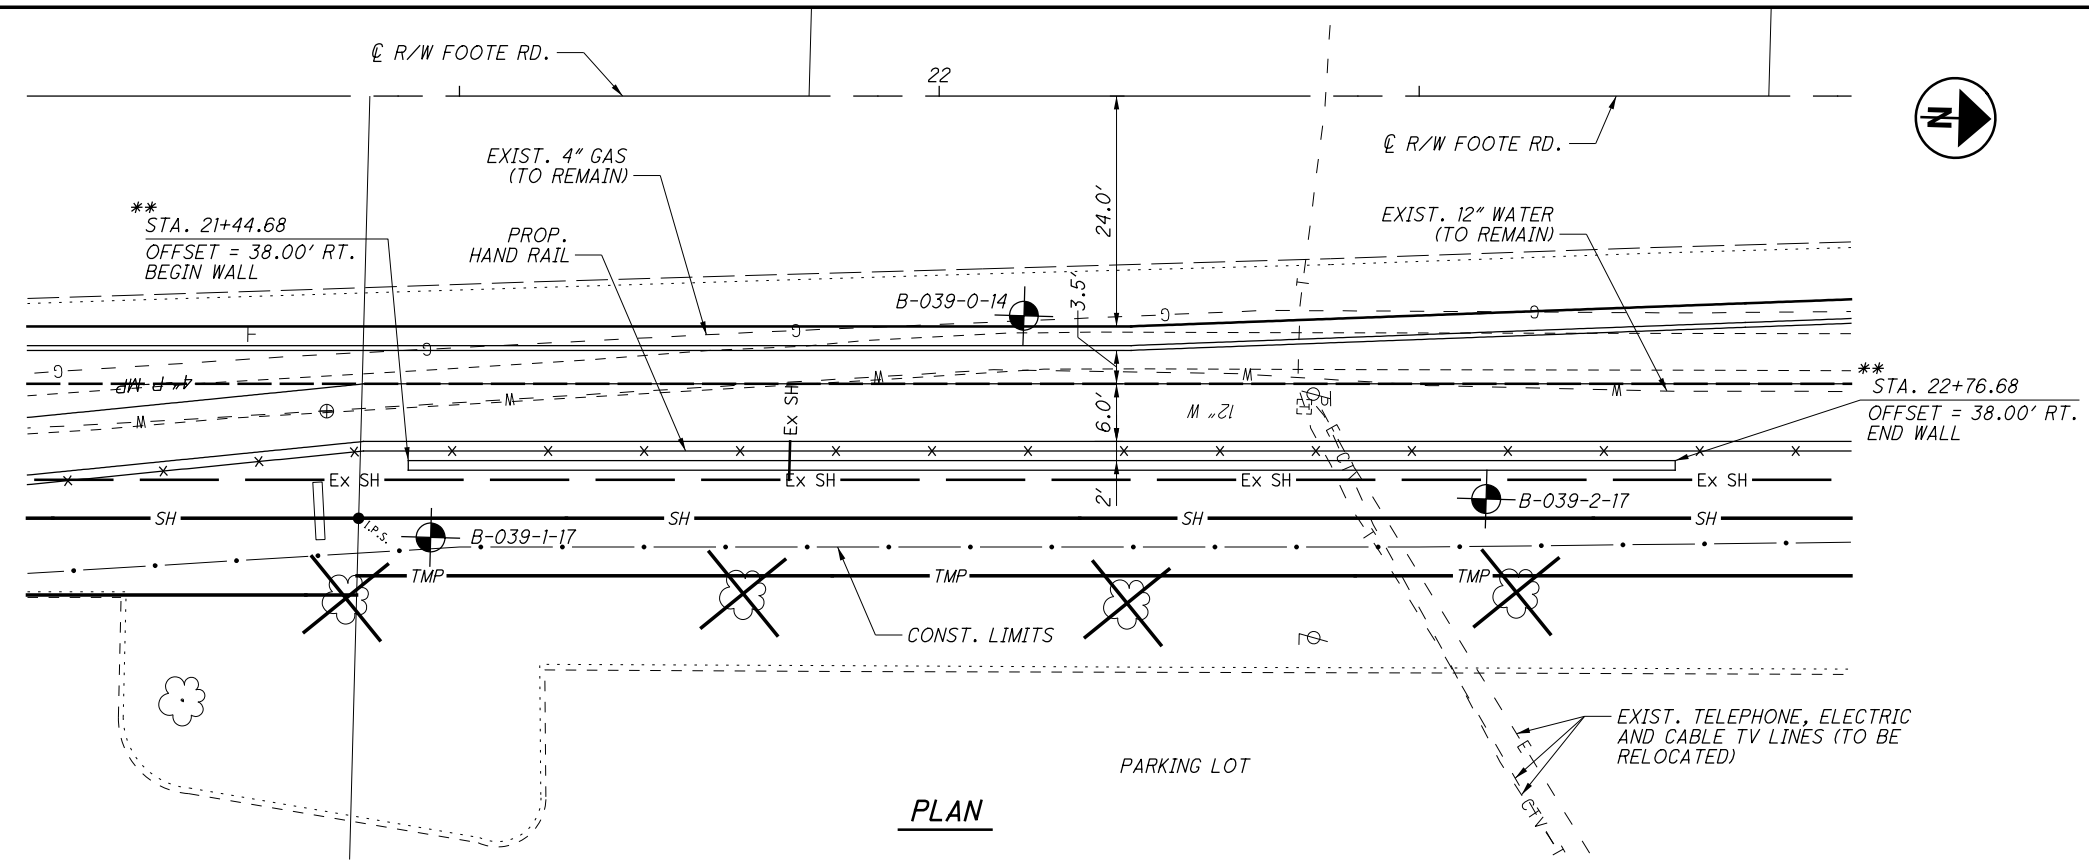 ℄ R/W FOOTE RD.
22
N
℄ R/W FOOTE RD.
EXIST. 4" GAS
(TO REMAIN)
24.0'
**
STA. 21+44.68
OFFSET = 38.00' RT.
BEGIN WALL
PROP.
HAND RAIL
EXIST. 12" WATER
(TO REMAIN)
B-039-0-14
3.5'
G
G
G
G
G
T
T
4" P MP
W
W
W
W
W
12" W
6.0'
Ex SH
**
STA. 22+76.68
OFFSET = 38.00' RT.
END WALL
P
E
CTV
T
X X X X X X X X X X X X X X X X X X X
Ex SH
Ex SH
Ex SH
Ex SH
2'
B-039-2-17
SH
SH
SH
SH
I.P.S.
B-039-1-17
TMP
TMP
TMP
CONST. LIMITS
EXIST. TELEPHONE, ELECTRIC
AND CABLE TV LINES (TO BE
RELOCATED)
E
CTV
T
PARKING LOT
PLAN